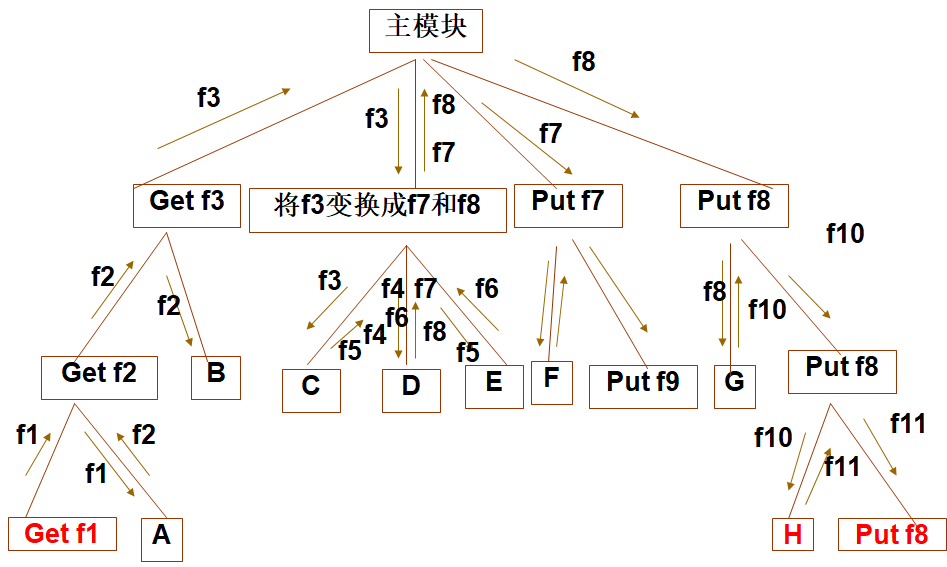 主模块
f8
f3
f3
f8
f7
f7
Get f3
将f3变换成f7和f8
Put f7
Put f8
f10
f2
f2
f3
f4
f7
f6
f8
f10
f6
f4
f8
f5
f5
Get f2
B
C
D
E
F
Put f9
G
Put f8
f1
f2
f1
f10
f11
f11
Get f1
A
H
Put f8